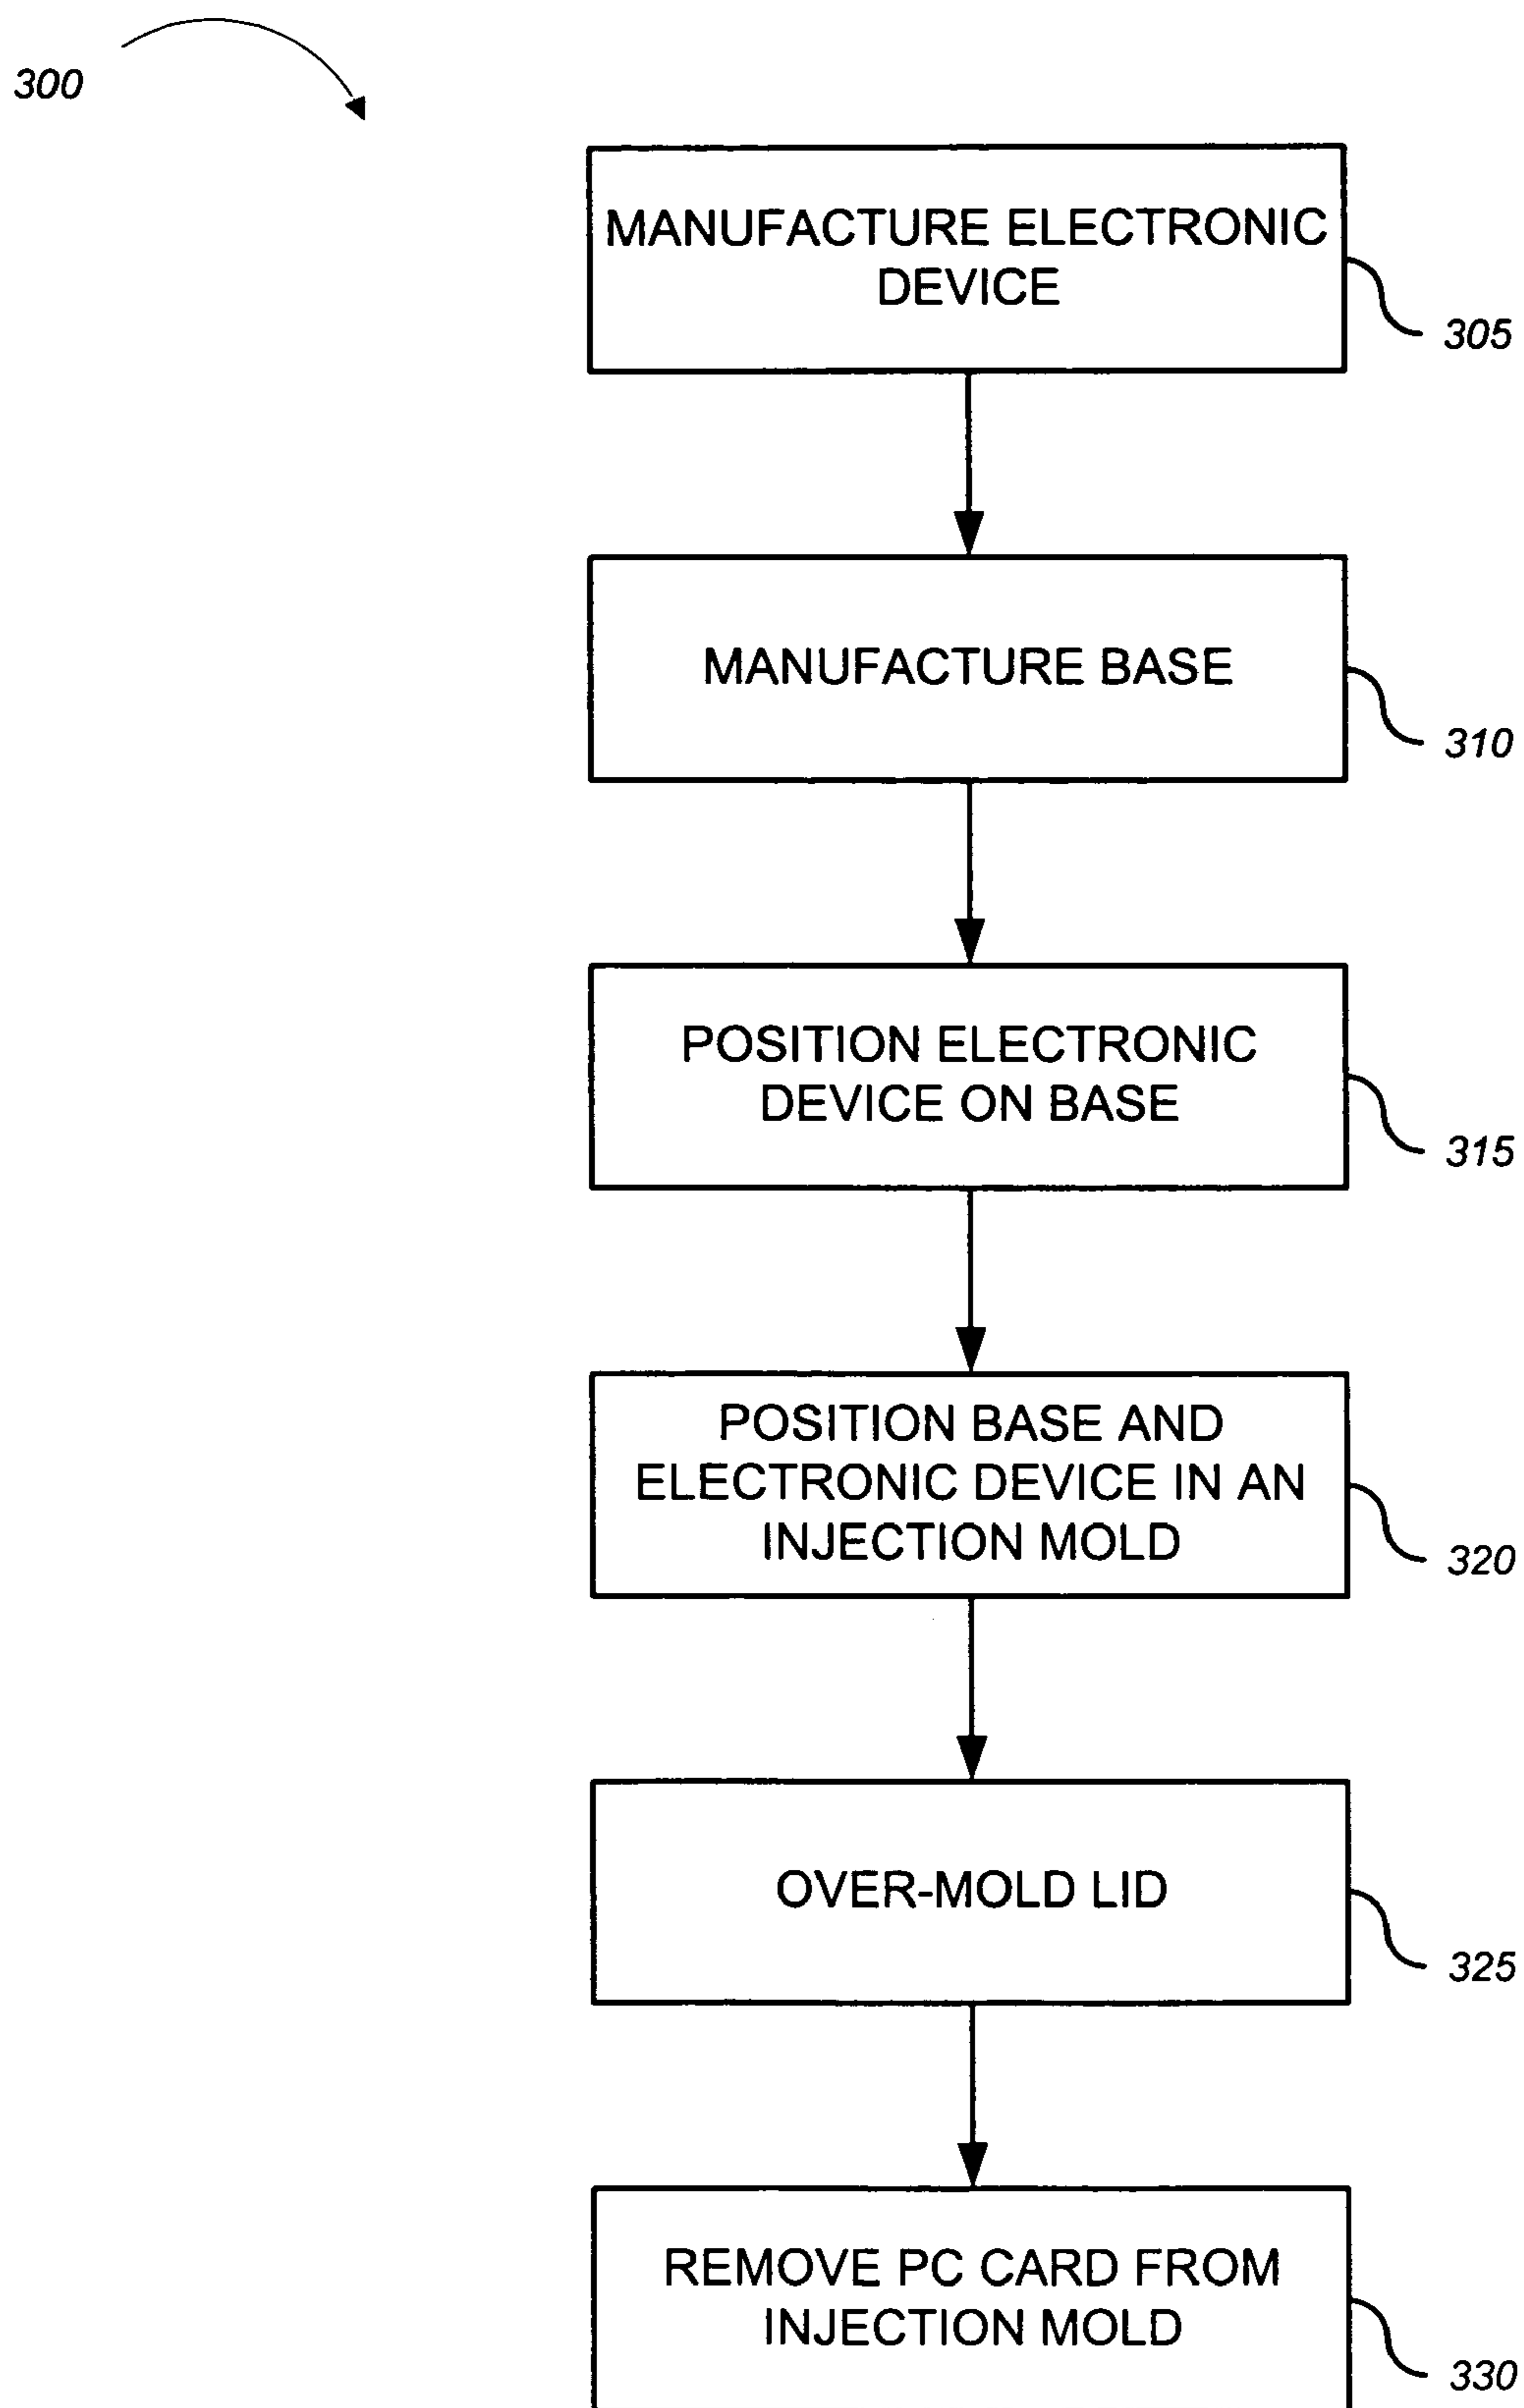 300
MANUFACTURE ELECTRONIC
DEVICE
305
MANUFACTURE BASE
310
POSITION ELECTRONIC
DEVICE ON BASE
315
POSITION BASE AND
ELECTRONIC DEVICE IN AN
INJECTION MOLD
320
OVER-MOLD LID
325
REMOVE PC CARD FROM
INJECTION MOLD
330